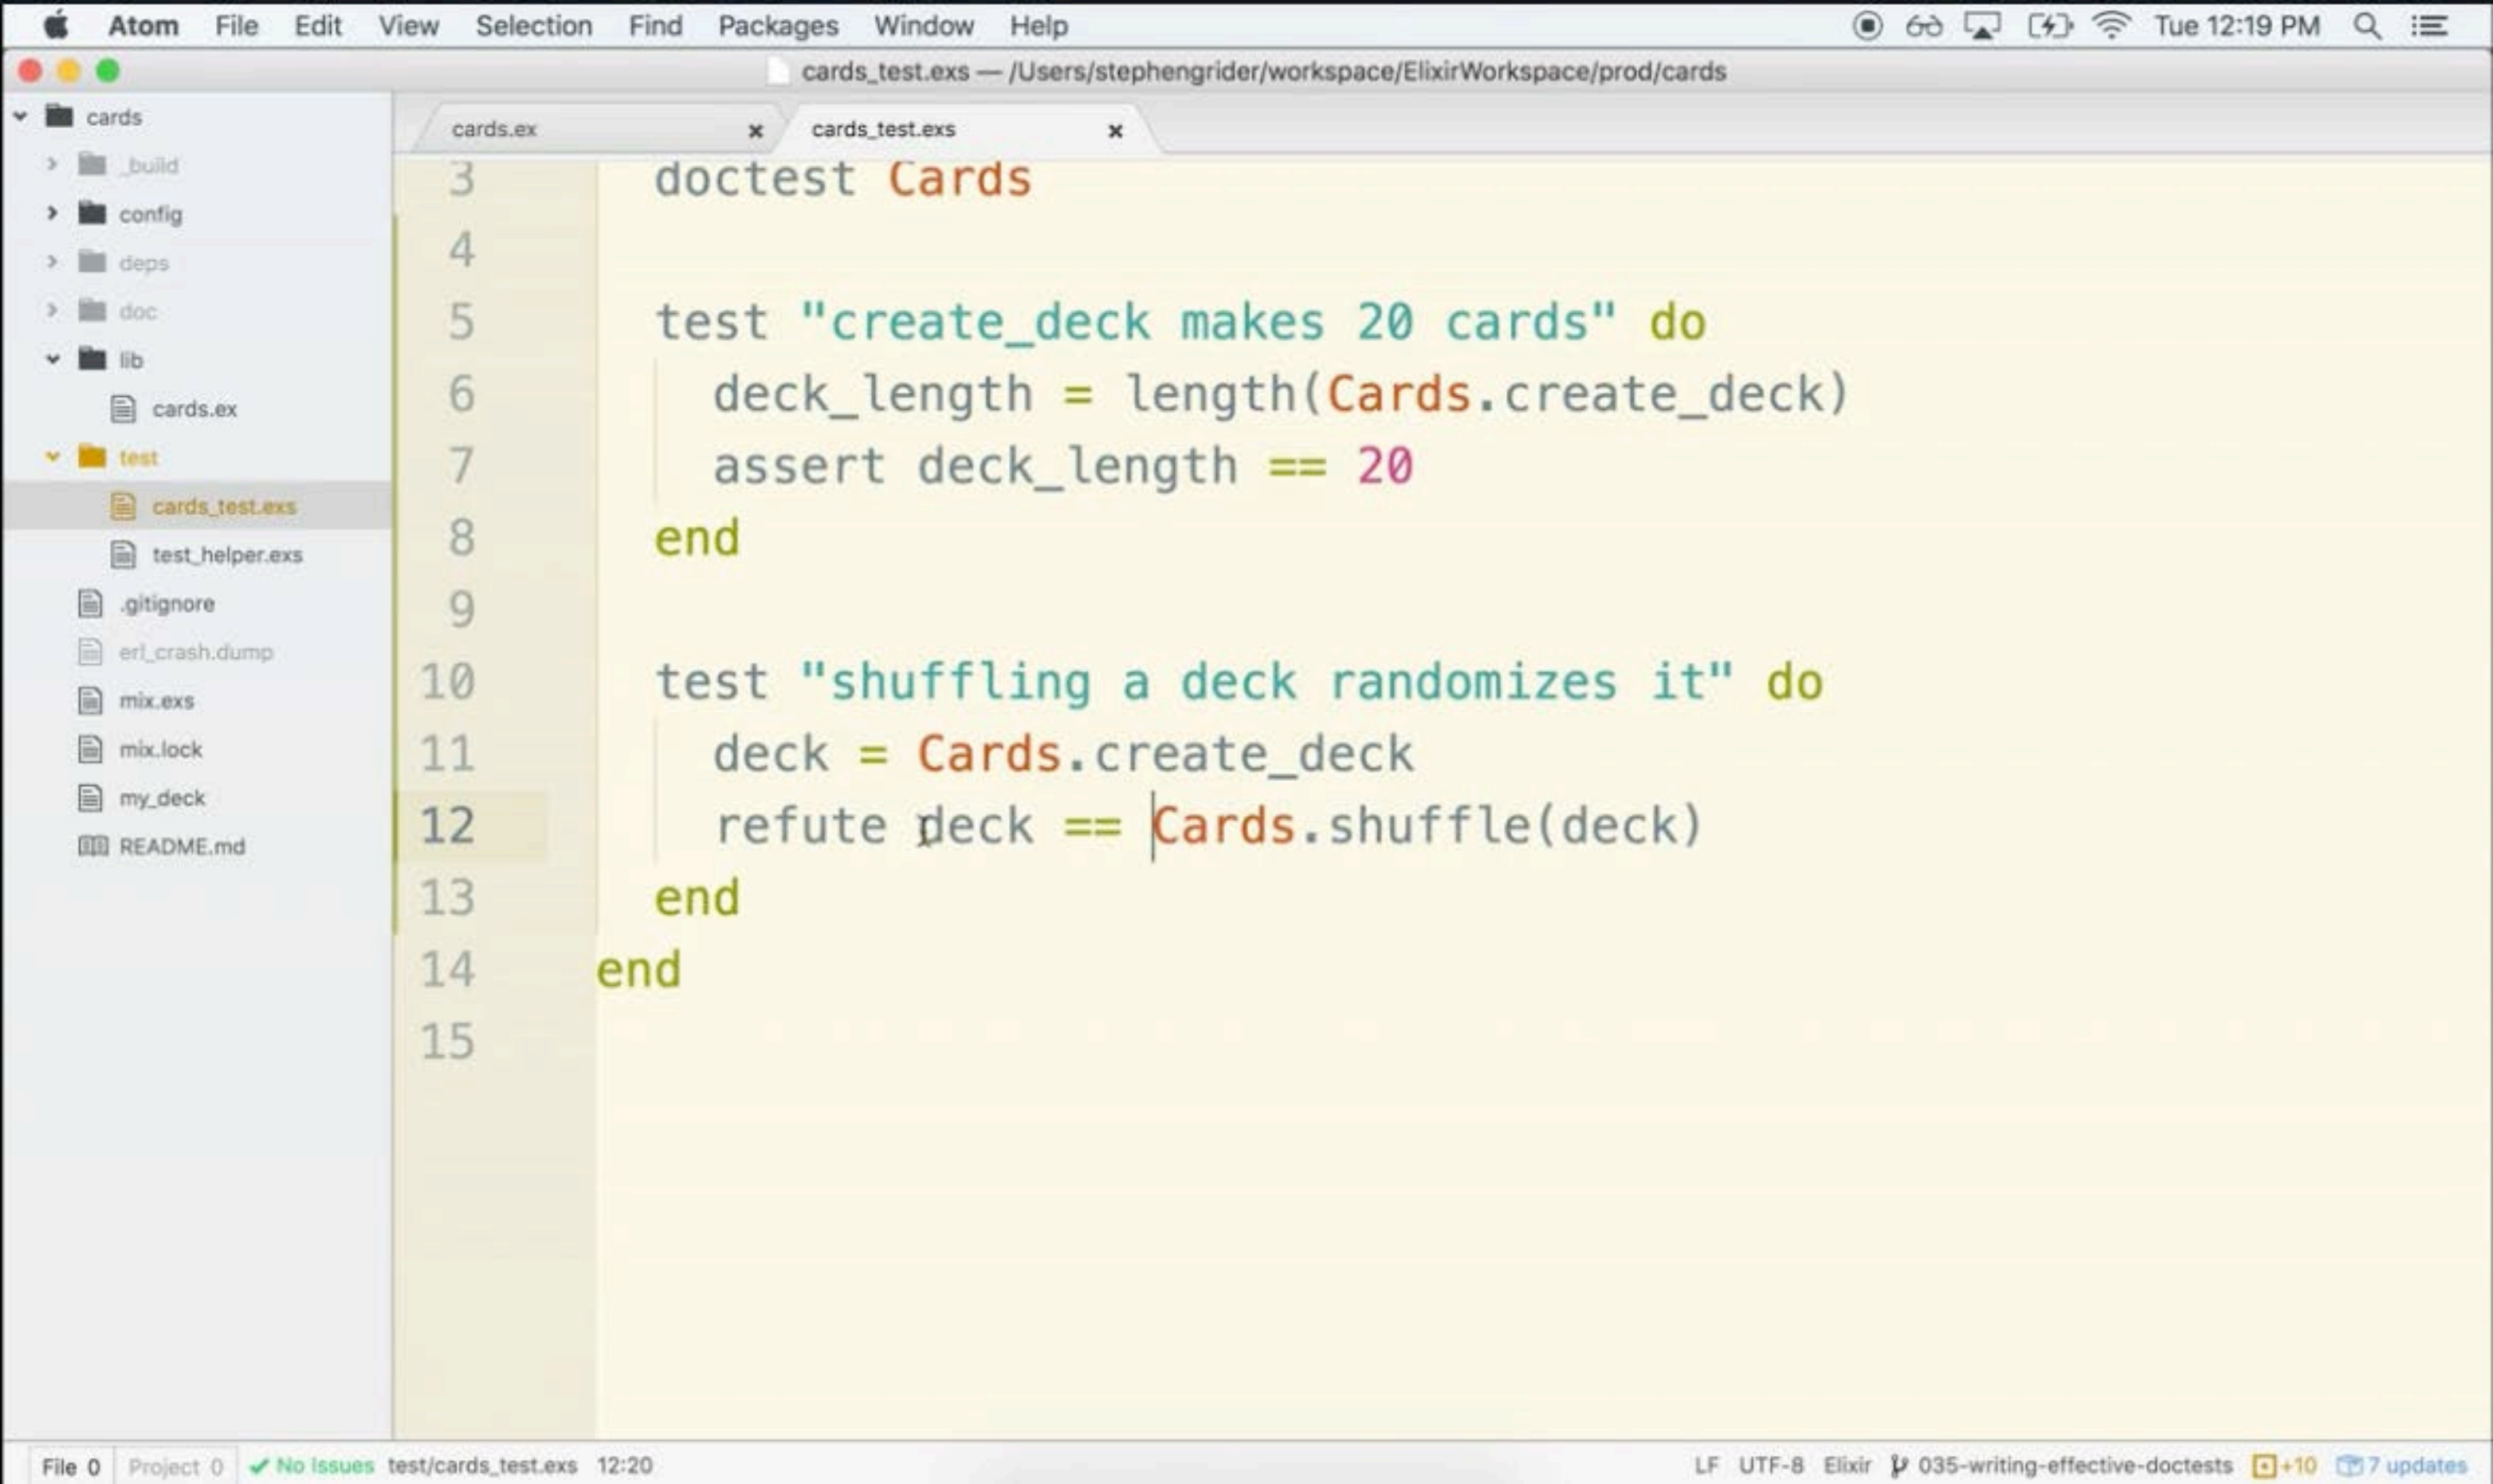 Atom File Edit View Selection Find Packages Window Help Tue 12:19 PM
cards_test.exs — /Users/stephengrider/workspace/ElixirWorkspace/prod/cards
cards
_build
config
deps
doc
lib
cards.ex
test
cards_test.exs
test_helper.exs
.gitignore
erl_crash.dump
mix.exs
mix.lock
my_deck
README.md
cards.ex cards_test.exs
3 doctest Cards
4
5 test "create_deck makes 20 cards" do
6 deck_length = length(Cards.create_deck)
7 assert deck_length == 20
8 end
9
10 test "shuffling a deck randomizes it" do
11 deck = Cards.create_deck
12 refute deck == Cards.shuffle(deck)
13 end
14 end
15
File 0 Project 0 No Issues test/cards_test.exs 12:20 LF UTF-8 Elixir 035-writing-effective-doctests +10 7 updates